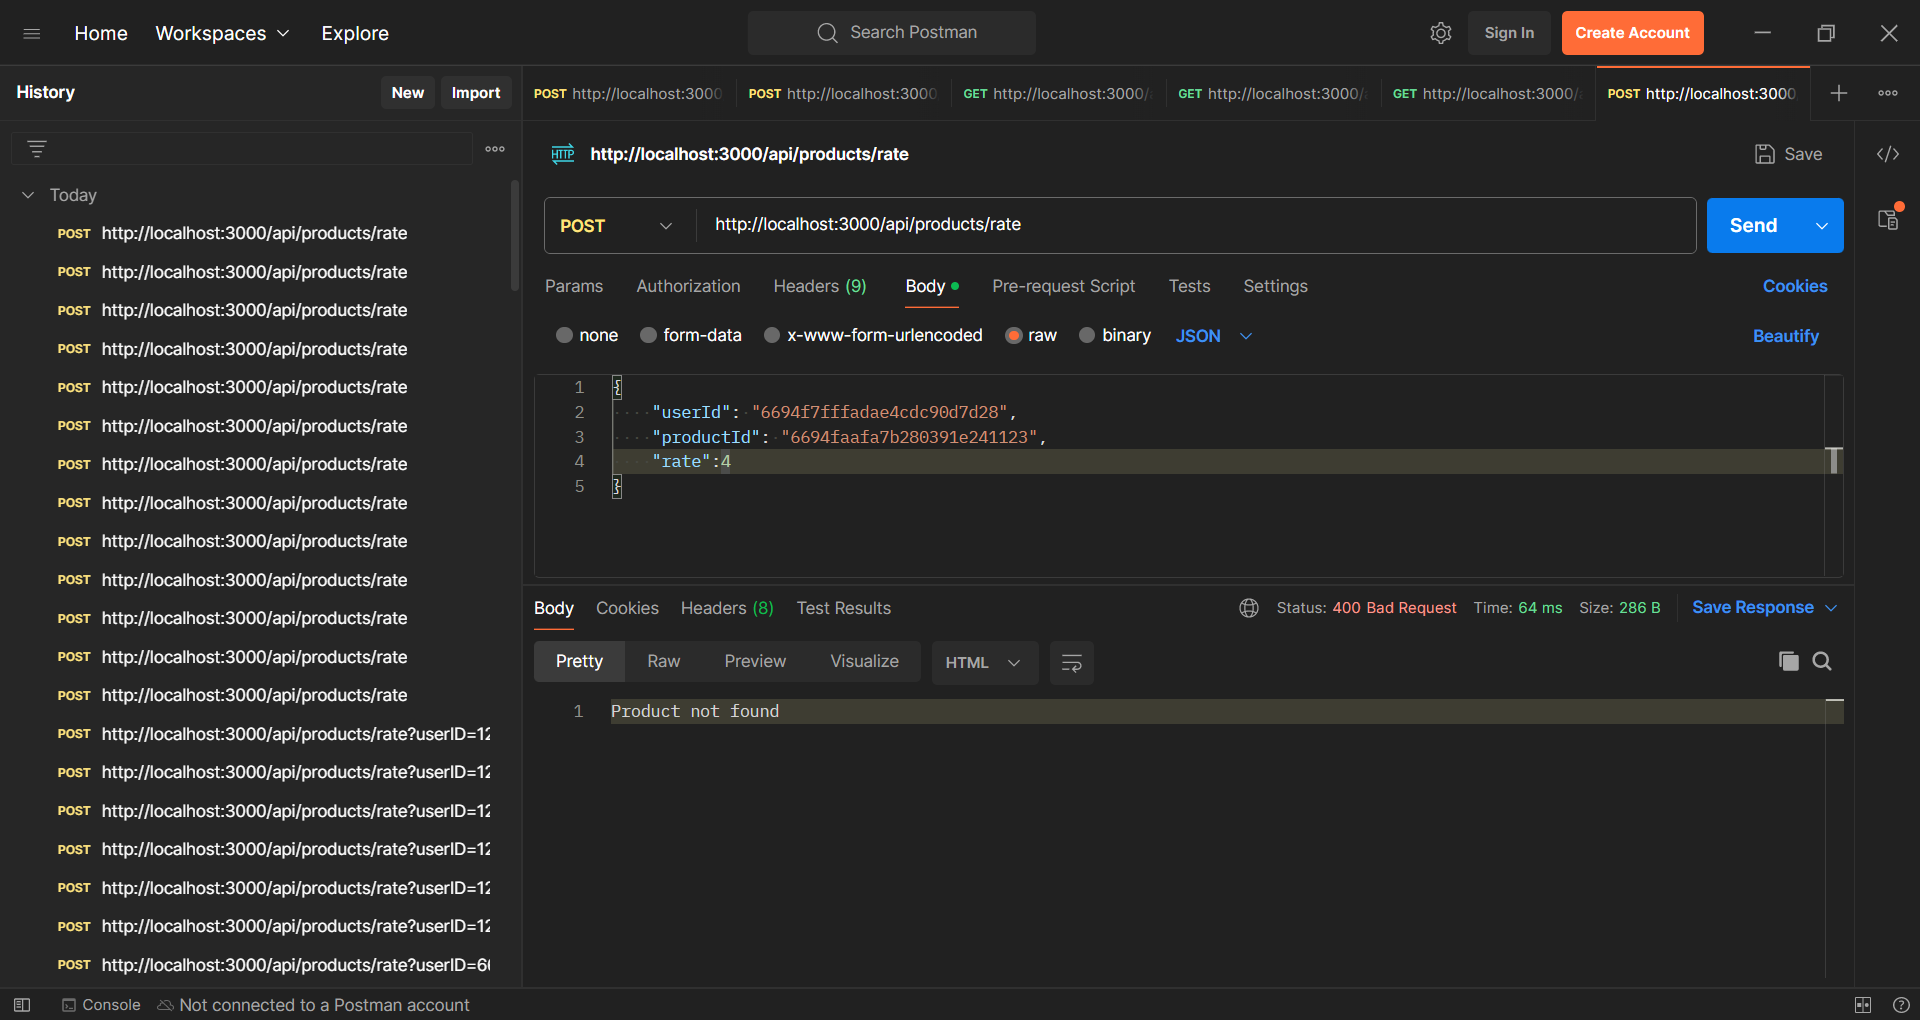 Home Workspaces Explore
Search Postman
Sign In Create Account
History New Import
POST http://localhost:3000 POST http://localhost:3000 GET http://localhost:3000/ GET http://localhost:3000/ GET http://localhost:3000/ POST http://localhost:3000
HTTP http://localhost:3000/api/products/rate Save
Today
POST http://localhost:3000/api/products/rate
POST http://localhost:3000/api/products/rate
POST http://localhost:3000/api/products/rate
POST http://localhost:3000/api/products/rate
POST http://localhost:3000/api/products/rate
POST http://localhost:3000/api/products/rate
POST http://localhost:3000/api/products/rate
POST http://localhost:3000/api/products/rate
POST http://localhost:3000/api/products/rate
POST http://localhost:3000/api/products/rate
POST http://localhost:3000/api/products/rate
POST http://localhost:3000/api/products/rate
POST http://localhost:3000/api/products/rate
POST http://localhost:3000/api/products/rate?userID=12
POST http://localhost:3000/api/products/rate?userID=12
POST http://localhost:3000/api/products/rate?userID=12
POST http://localhost:3000/api/products/rate?userID=12
POST http://localhost:3000/api/products/rate?userID=12
POST http://localhost:3000/api/products/rate?userID=12
POST http://localhost:3000/api/products/rate?userID=6
POST http://localhost:3000/api/products/rate Send
Params Authorization Headers (9) Body Pre-request Script Tests Settings Cookies
none form-data x-www-form-urlencoded raw binary JSON Beautify
1 {
2 "userId": "6694f7fffadae4cdc90d7d28",
3 "productId": "6694faafa7b280391e241123",
4 "rate":4
5 }
Body Cookies Headers (8) Test Results Status: 400 Bad Request Time: 64 ms Size: 286 B Save Response
Pretty Raw Preview Visualize HTML
1 Product not found
Console Not connected to a Postman account